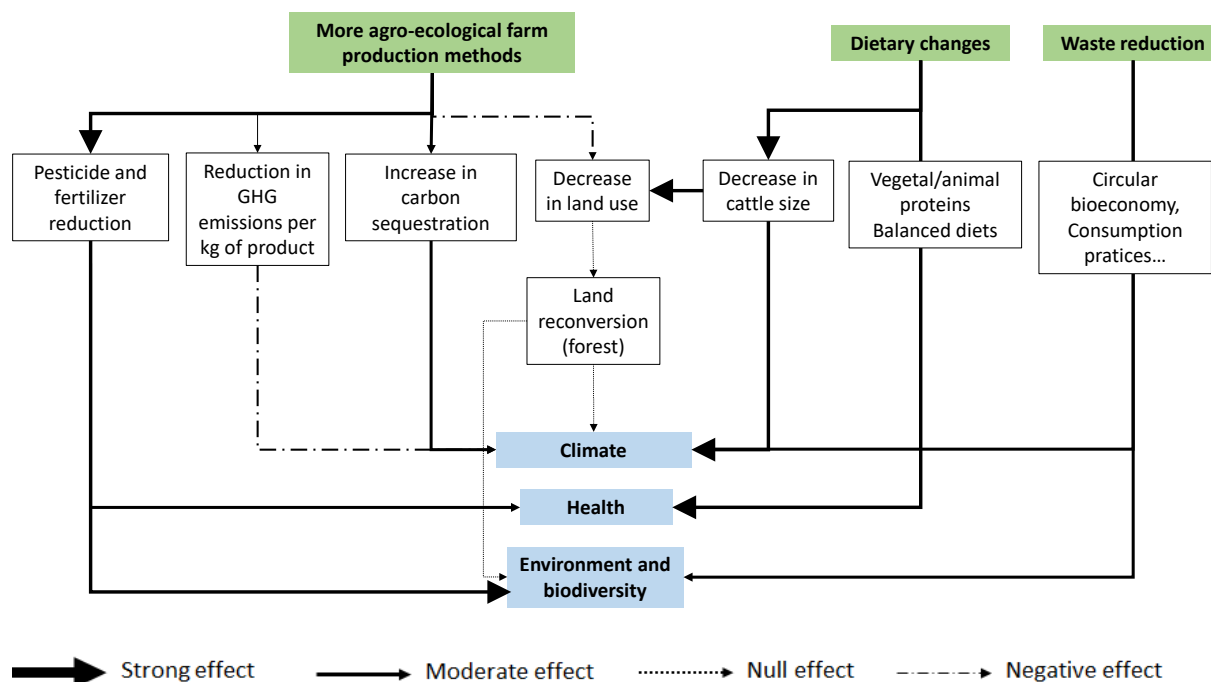 More agro-ecological farm
production methods
Dietary changes
Waste reduction
Pesticide and
fertilizer
reduction
Reduction in
GHG
emissions per
kg of product
Increase in
carbon
sequestration
Decrease
in land use
Decrease in
cattle size
Vegetal/animal
proteins
Balanced diets
Circular
bioeconomy,
Consumption
pratices...
Land
reconversion
(forest)
Climate
Health
Environment and
biodiversity
Strong effect
Moderate effect
Null effect
Negative effect